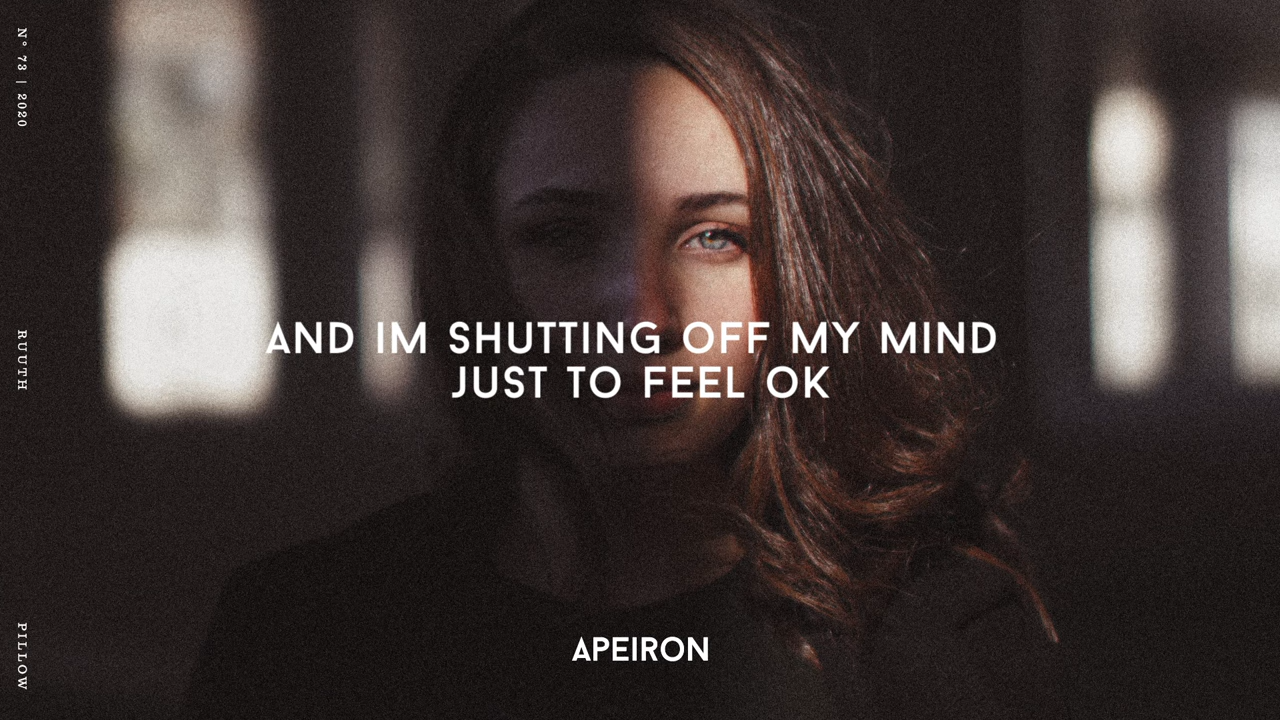 N° 73 | 2020
RUUTH
PILLOW
AND IM SHUTTING OFF MY MIND
JUST TO FEEL OK
APEIRON